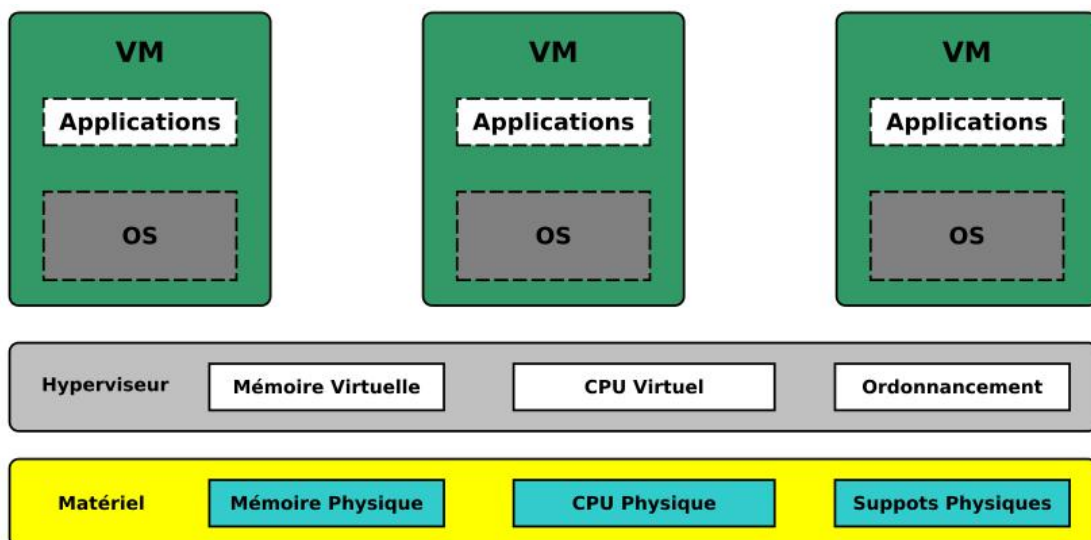 VM
VM
VM
Applications
Applications
Applications
OS
OS
OS
Hyperviseur
Mémoire Virtuelle
CPU Virtuel
Ordonnancement
Matériel
Mémoire Physique
CPU Physique
Suppots Physiques